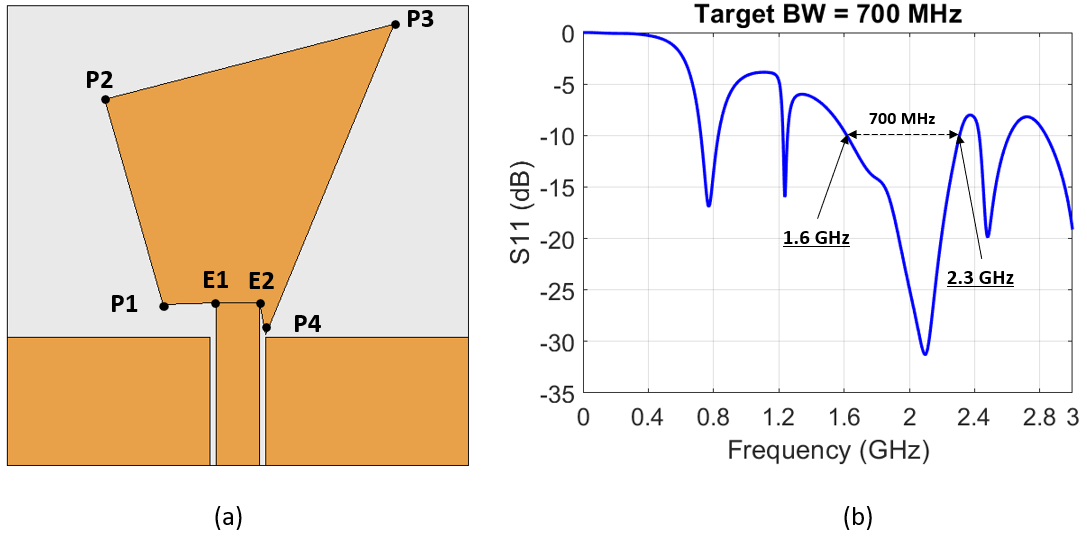 P3
P2
E1 E2
P1
P4
(a)
Target BW = 700 MHz
0
-5
-10
-15
-20
-25
-30
-35
S11 (dB)
700 MHz
1.6 GHz
2.3 GHz
0 0.4 0.8 1.2 1.6 2 2.4 2.8 3
Frequency (GHz)
(b)